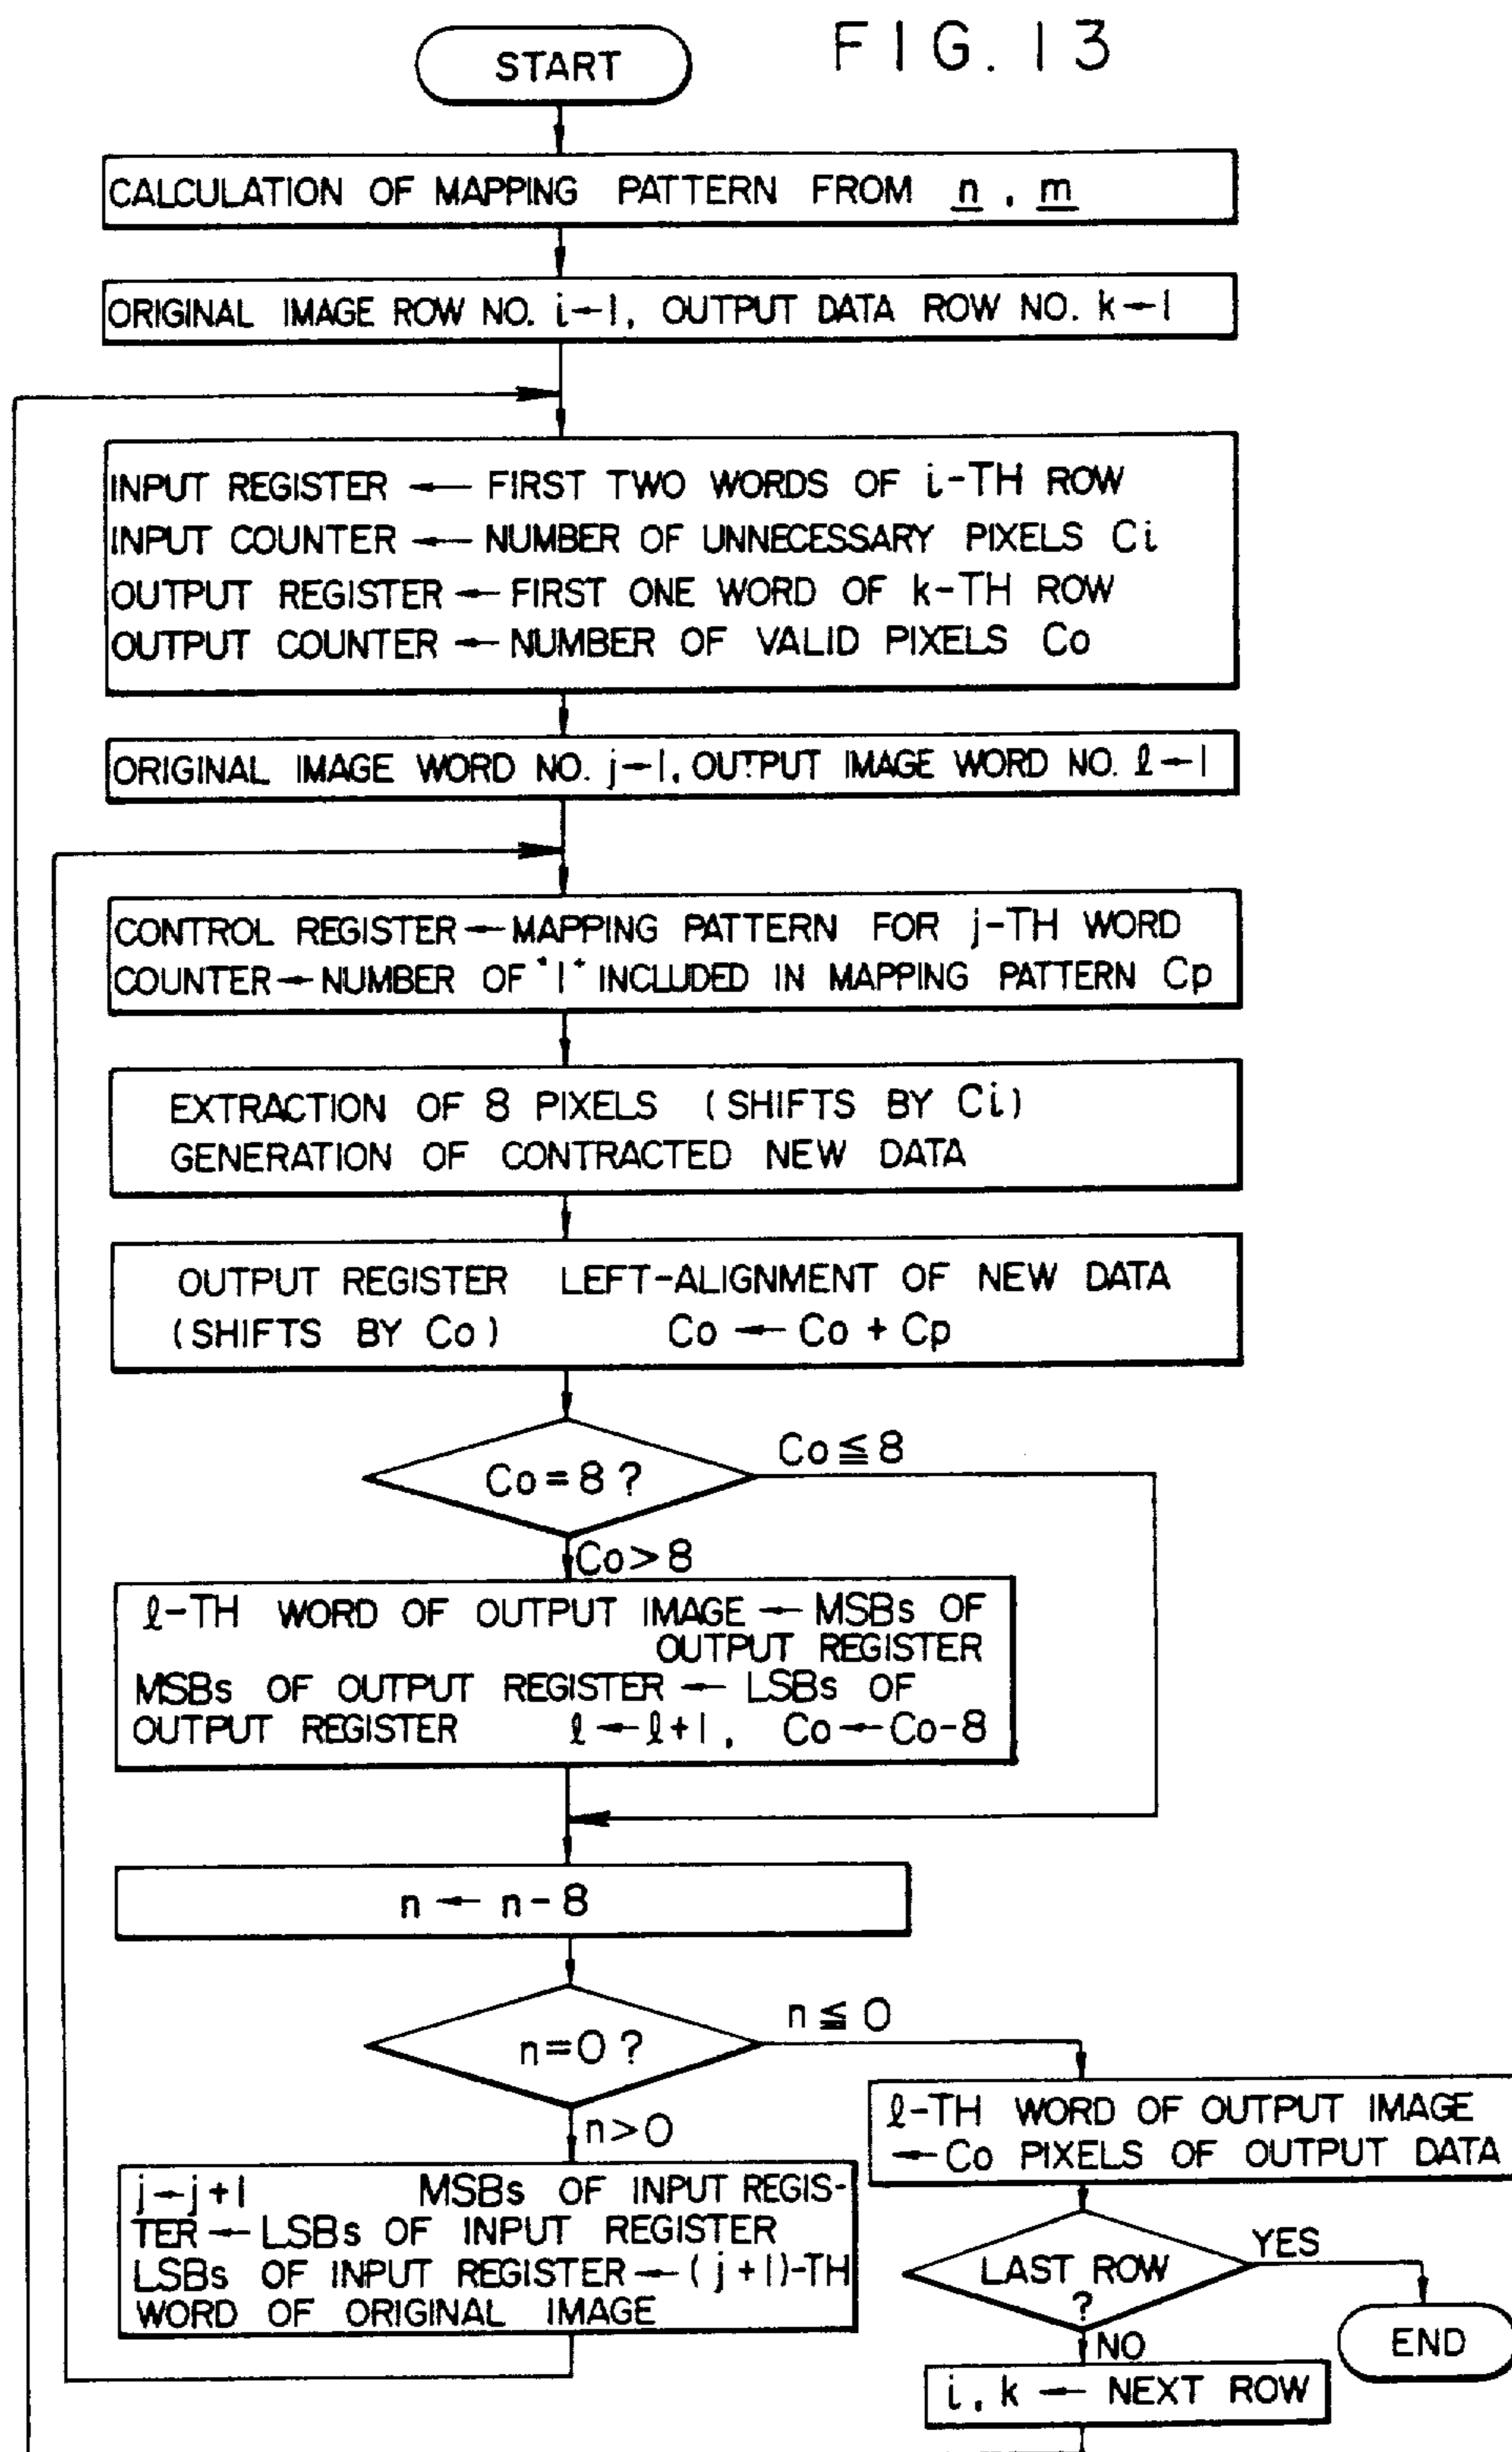 FIG. 13
START
CALCULATION OF MAPPING PATTERN FROM n , m
ORIGINAL IMAGE ROW NO. i←1, OUTPUT DATA ROW NO. k←1
INPUT REGISTER ← FIRST TWO WORDS OF i-TH ROW
INPUT COUNTER ← NUMBER OF UNNECESSARY PIXELS Ci
OUTPUT REGISTER ← FIRST ONE WORD OF k-TH ROW
OUTPUT COUNTER ← NUMBER OF VALID PIXELS Co
ORIGINAL IMAGE WORD NO. j←1, OUTPUT IMAGE WORD NO. ℓ←1
CONTROL REGISTER ← MAPPING PATTERN FOR j-TH WORD
COUNTER ← NUMBER OF "1" INCLUDED IN MAPPING PATTERN Cp
EXTRACTION OF 8 PIXELS (SHIFTS BY Ci)
GENERATION OF CONTRACTED NEW DATA
OUTPUT REGISTER LEFT-ALIGNMENT OF NEW DATA
(SHIFTS BY Co) Co ← Co + Cp
Co = 8 ?
Co ≦ 8
Co > 8
ℓ-TH WORD OF OUTPUT IMAGE ← MSBs OF
OUTPUT REGISTER
MSBs OF OUTPUT REGISTER ← LSBs OF
OUTPUT REGISTER ℓ ← ℓ+1, Co ← Co-8
n ← n-8
n=0 ?
n ≦ 0
n>0
j←j+1 MSBs OF INPUT REGIS-
TER ← LSBs OF INPUT REGISTER
LSBs OF INPUT REGISTER ← (j+1)-TH
WORD OF ORIGINAL IMAGE
ℓ-TH WORD OF OUTPUT IMAGE
← Co PIXELS OF OUTPUT DATA
LAST ROW
?
YES
END
NO
i, k ← NEXT ROW